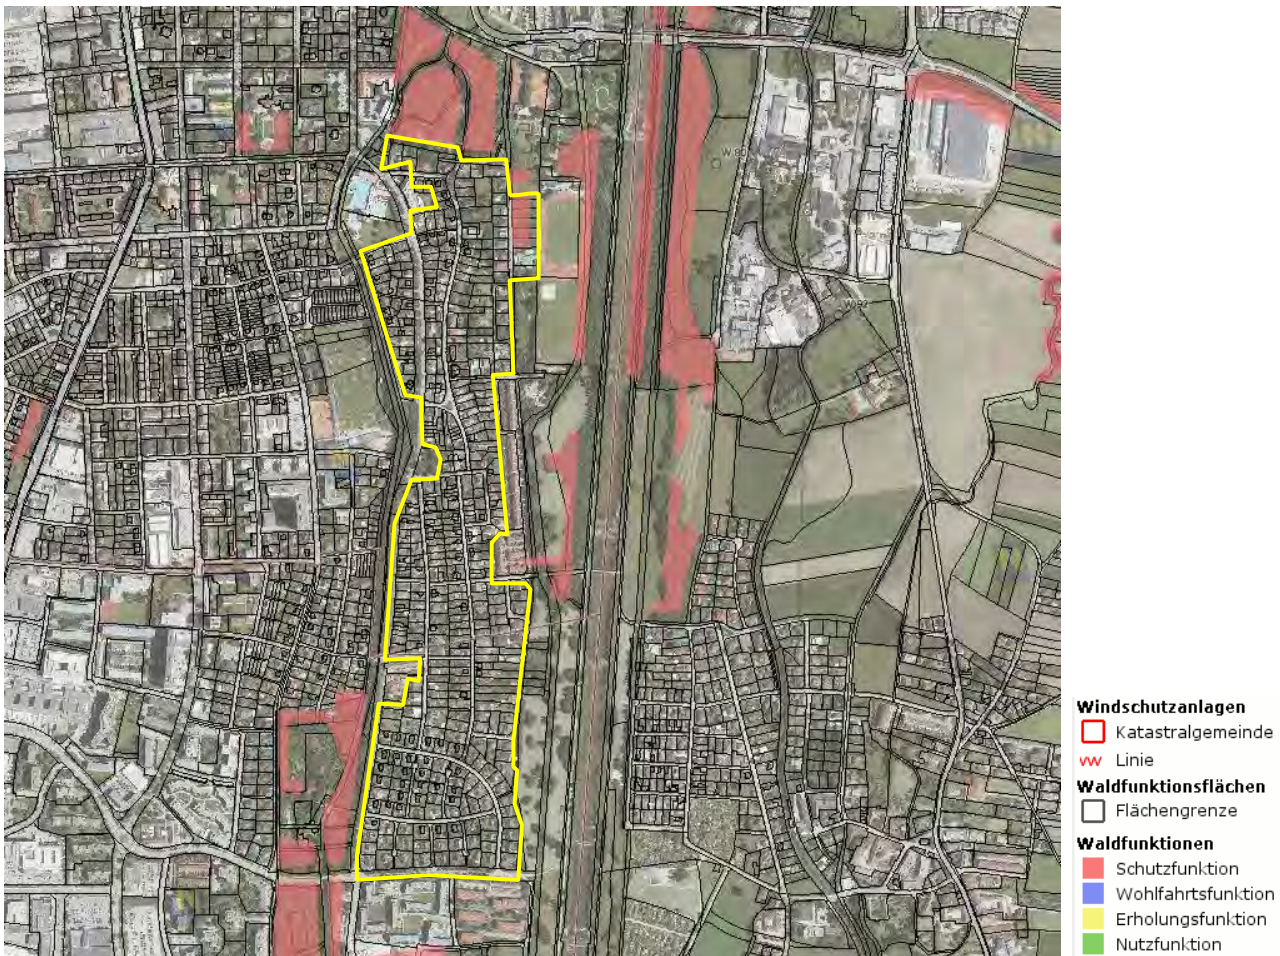 Windschutzanlagen
Katastralgemeinde
Linie
Waldfunktionsflächen
Flächengrenze
Waldfunktionen
Schutzfunktion
Wohlfahrtsfunktion
Erholungsfunktion
Nutzfunktion